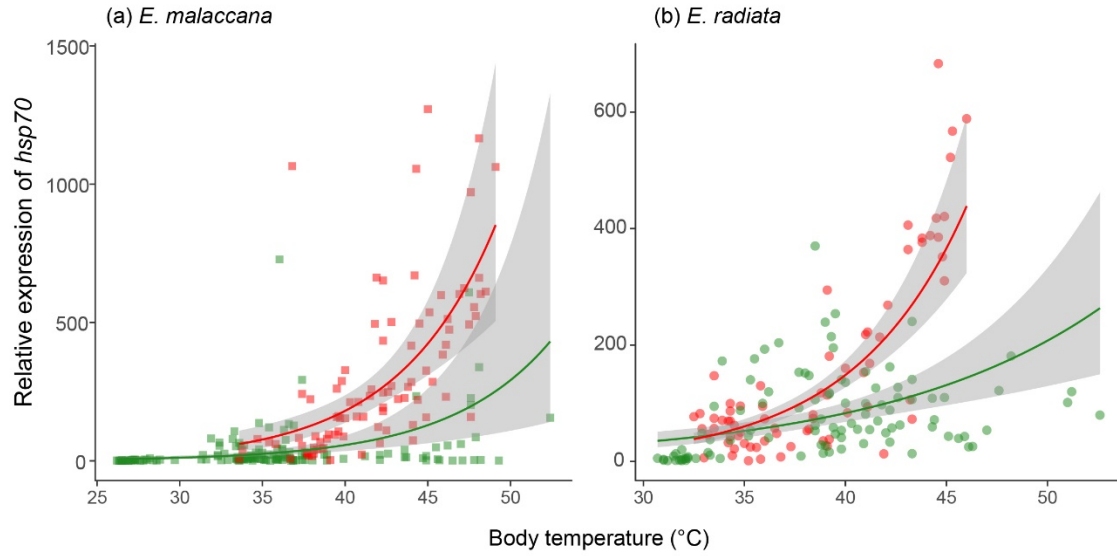 (a) E. malaccana
(b) E. radiata
Relative expression of hsp70
1500
1000
500
0
600
400
200
0
25 30 35 40 45 50
30 35 40 45 50
Body temperature (°C)